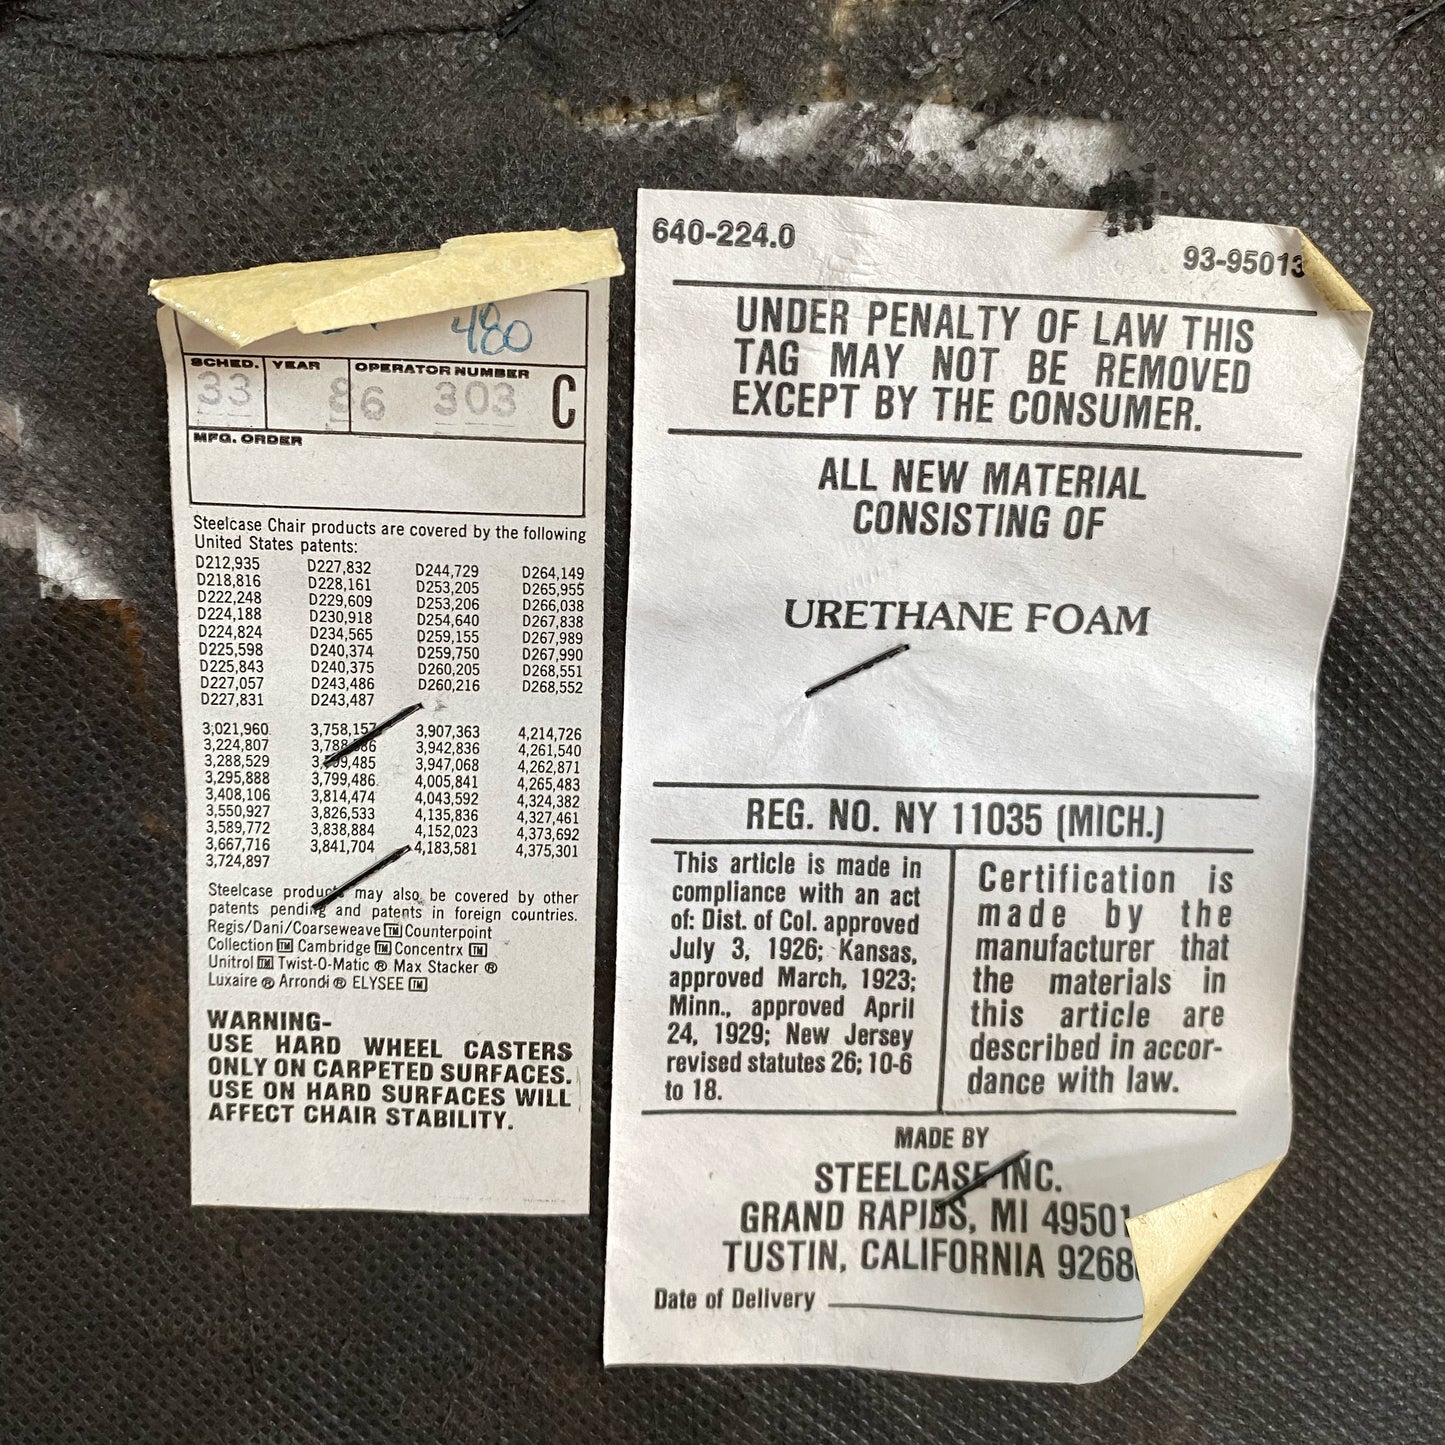 480
SCHED. YEAR OPERATOR NUMBER
33 86 303 C
MFG. ORDER
Steelcase Chair products are covered by the following
United States patents:
D212,935 D227,832 D244,729 D264,149
D218,816 D228,161 D253,205 D265,955
D222,248 D229,609 D253,206 D266,038
D224,188 D230,918 D254,640 D267,838
D224,824 D234,565 D259,155 D267,989
D225,598 D240,374 D259,750 D267,990
D225,843 D240,375 D260,205 D268,551
D227,057 D243,486 D260,216 D268,552
D227,831 D243,487
3,021,960 3,758,157 3,907,363 4,214,726
3,224,807 3,942,836 4,261,540
3,288,529 3,947,068 4,262,871
3,295,888 3,799,486 4,005,841 4,265,483
3,408,106 3,814,474 4,043,592 4,324,382
3,550,927 3,826,533 4,135,836 4,327,461
3,589,772 3,838,884 4,152,023 4,373,692
3,667,716 3,841,704 4,183,581 4,375,301
3,724,897
Steelcase products may also be covered by other
patents pending and patents in foreign countries.
Regis/Dani/Coarseweave TM Counterpoint
Collection TM Cambridge TM Concentrx TM
Unitrol TM Twist-O-Matic ® Max Stacker ®
Luxaire ® Arrondi ® ELYSEE TM
WARNING-
USE HARD WHEEL CASTERS
ONLY ON CARPETED SURFACES.
USE ON HARD SURFACES WILL
AFFECT CHAIR STABILITY.
640-224.0
93-95013
UNDER PENALTY OF LAW THIS
TAG MAY NOT BE REMOVED
EXCEPT BY THE CONSUMER.
ALL NEW MATERIAL
CONSISTING OF
URETHANE FOAM
REG. NO. NY 11035 (MICH.)
This article is made in
compliance with an act
of: Dist. of Col. approved
July 3, 1926; Kansas,
approved March, 1923;
Minn., approved April
24, 1929; New Jersey
revised statutes 26; 10-6
to 18.
Certification is
made by the
manufacturer that
the materials in
this article are
described in accor-
dance with law.
MADE BY
STEELCASE INC.
GRAND RAPIDS, MI 49501
TUSTIN, CALIFORNIA
Date of Delivery